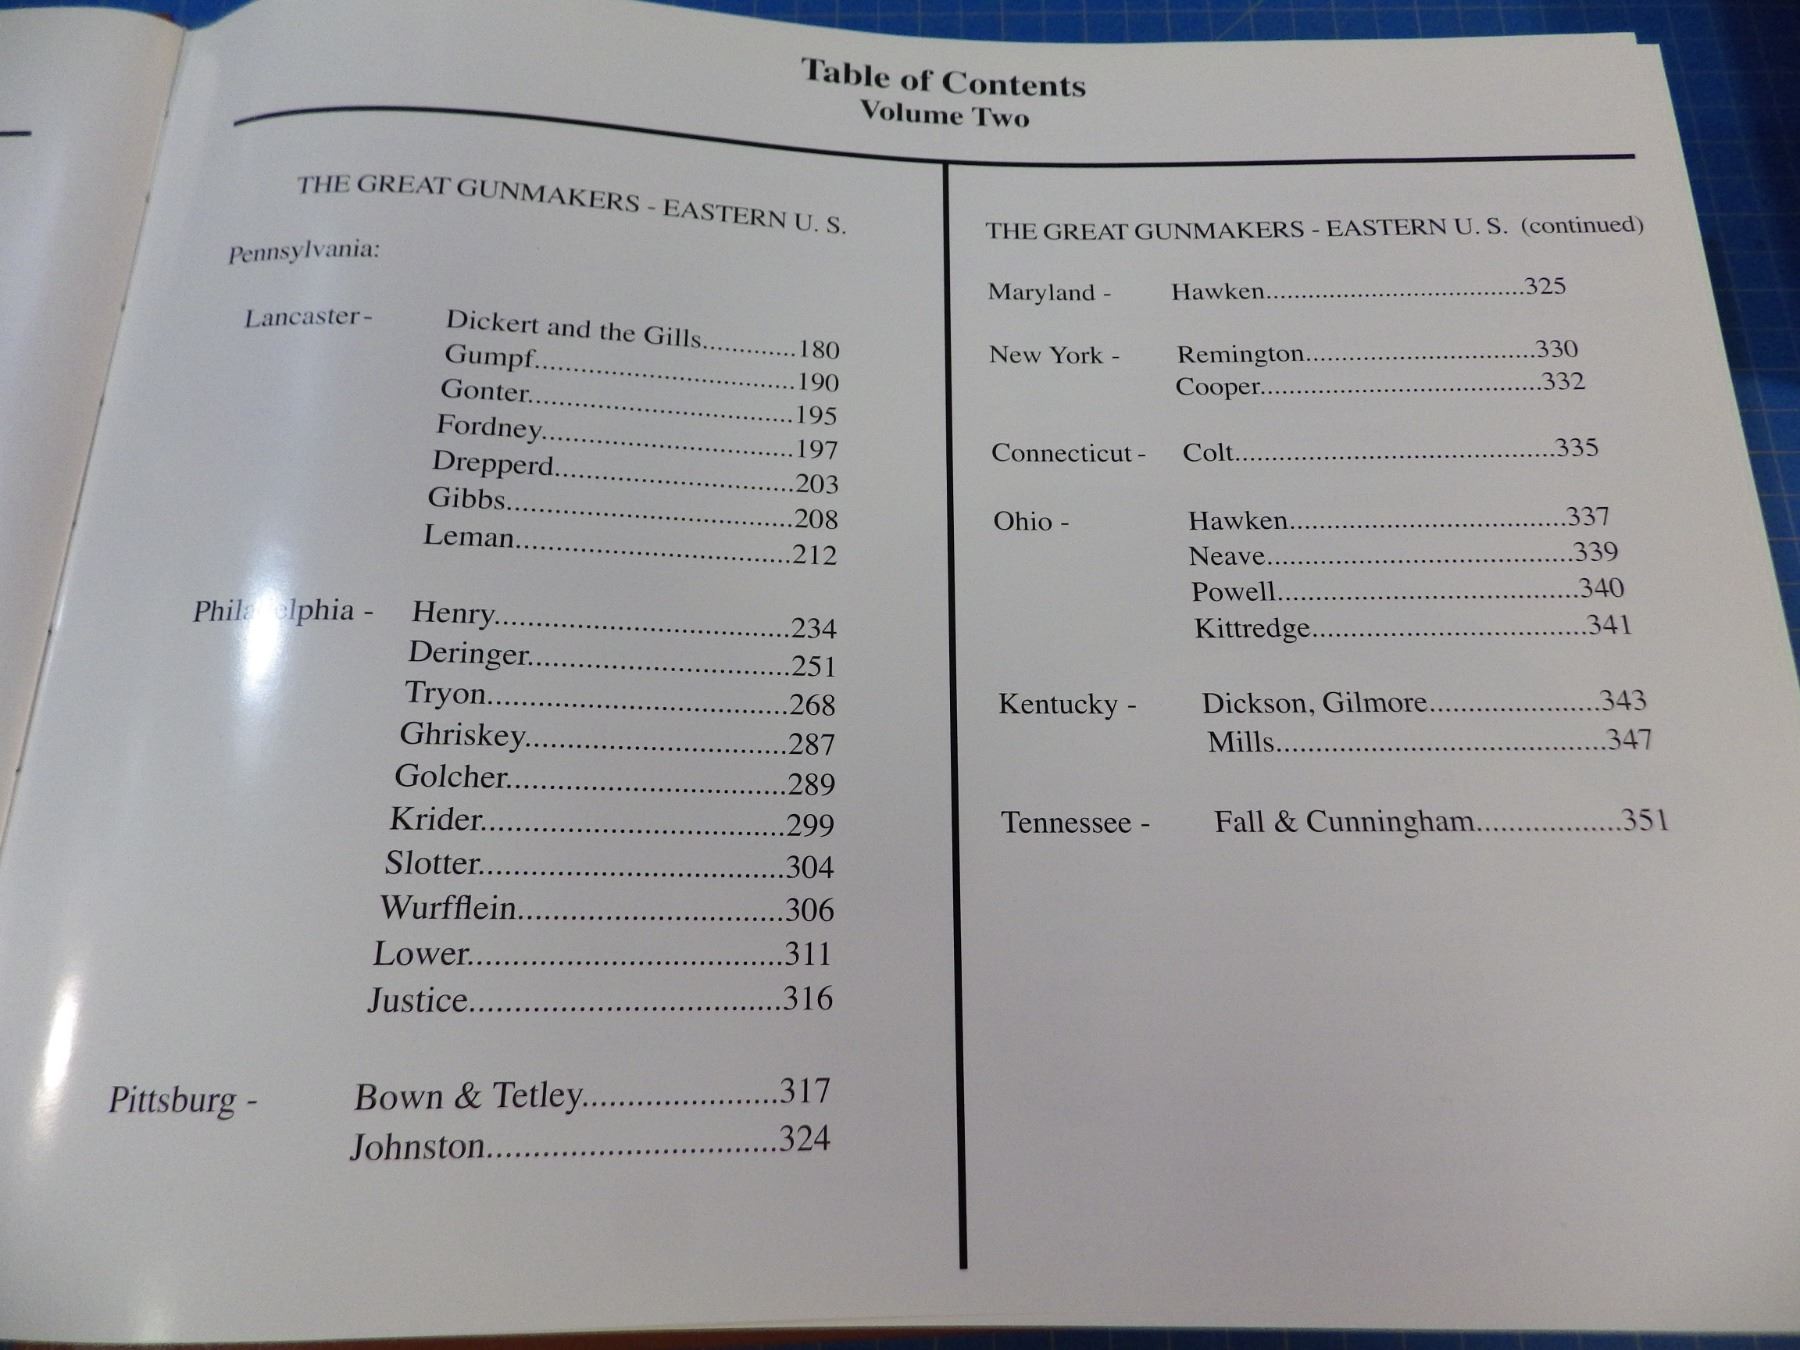 Table of Contents
Volume Two
THE GREAT GUNMAKERS - EASTERN U. S.
Pennsylvania:
Lancaster- Dickert and the Gills.............180
Gumpf.....................................190
Gonter......................................195
Fordney....................................197
Drepperd...................................203
Gibbs........................................208
Leman.......................................212
Philadelphia - Henry.......................................234
Deringer...................................251
Tryon........................................268
Ghriskey...................................287
Golcher.....................................289
Krider........................................299
Slotter........................................304
Wurfflein...................................306
Lower.........................................311
Justice........................................316
Pittsburg - Bown & Tetley.......................317
Johnston....................................324
THE GREAT GUNMAKERS - EASTERN U. S. (continued)
Maryland - Hawken.....................................325
New York - Remington.................................330
Cooper........................................332
Connecticut - Colt.............................................335
Ohio - Hawken.......................................337
Neave...........................................339
Powell..........................................340
Kittredge......................................341
Kentucky - Dickson, Gilmore.....................343
Mills............................................347
Tennessee - Fall & Cunningham..................351